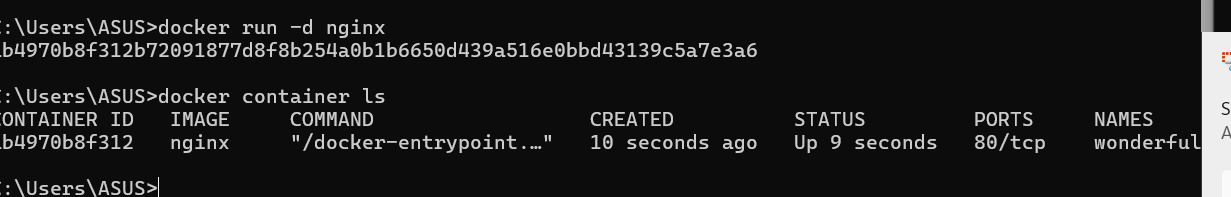 :\Users\ASUS>docker run -d nginx
b4970b8f312b72091877d8f8b254a0b1b6650d439a516e0bbd43139c5a7e3a6
:\Users\ASUS>docker container ls
ONTAINER ID   IMAGE     COMMAND                  CREATED          STATUS         PORTS     NAMES
b4970b8f312   nginx     "/docker-entrypoint.…"   10 seconds ago   Up 9 seconds   80/tcp    wonderful
:\Users\ASUS>
S
A